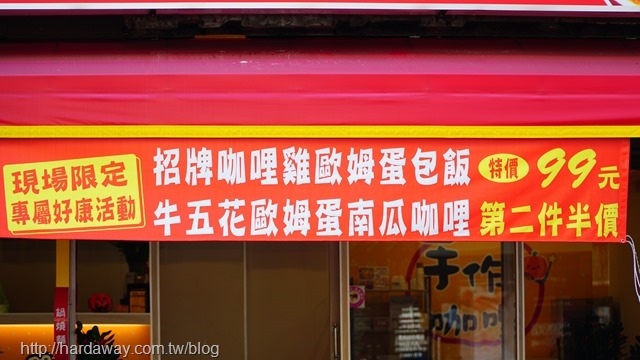 現場限定
專屬好康活動
招牌咖哩雞歐姆蛋包飯 特價 99元
牛五花歐姆蛋南瓜咖哩 第二件半價
手作
咖哩
http://hardaway.com.tw/blog